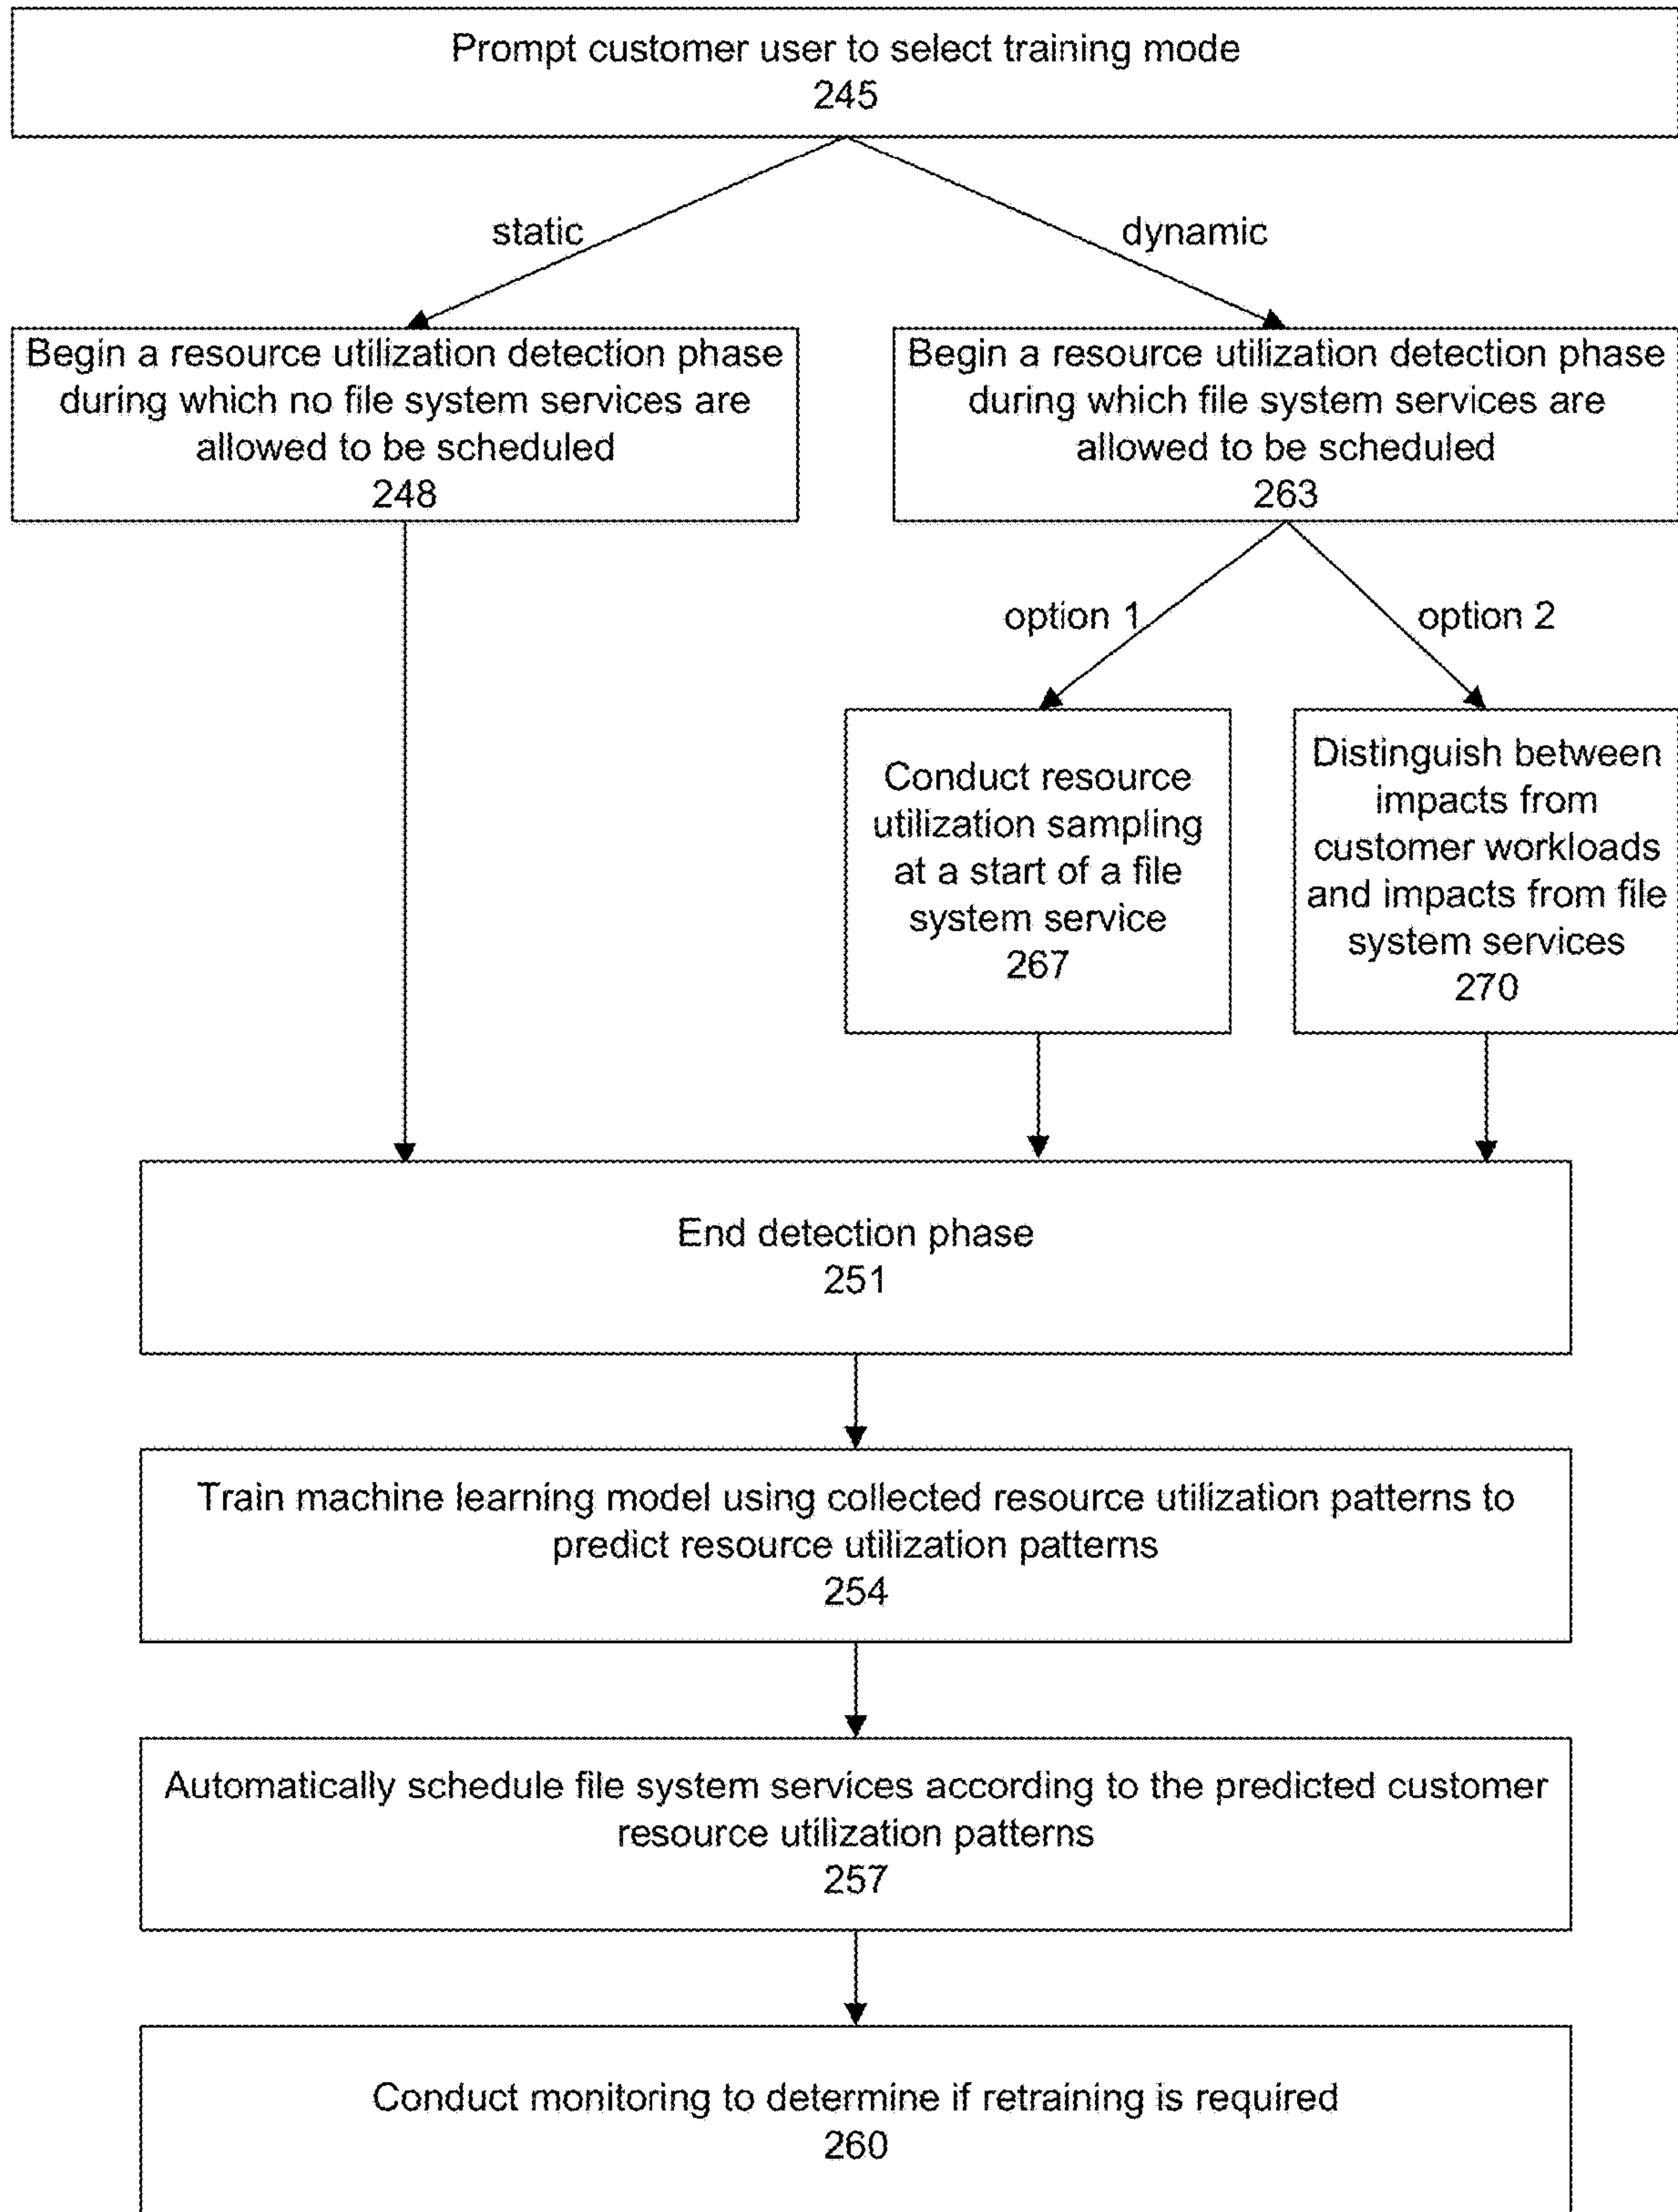 Prompt customer user to select training mode
245
static
dynamic
Begin a resource utilization detection phase
during which no file system services are
allowed to be scheduled
248
Begin a resource utilization detection phase
during which file system services are
allowed to be scheduled
263
option 1
option 2
Conduct resource
utilization sampling
at a start of a file
system service
267
Distinguish between
impacts from
customer workloads
and impacts from file
system services
270
End detection phase
251
Train machine learning model using collected resource utilization patterns to
predict resource utilization patterns
254
Automatically schedule file system services according to the predicted customer
resource utilization patterns
257
Conduct monitoring to determine if retraining is required
260